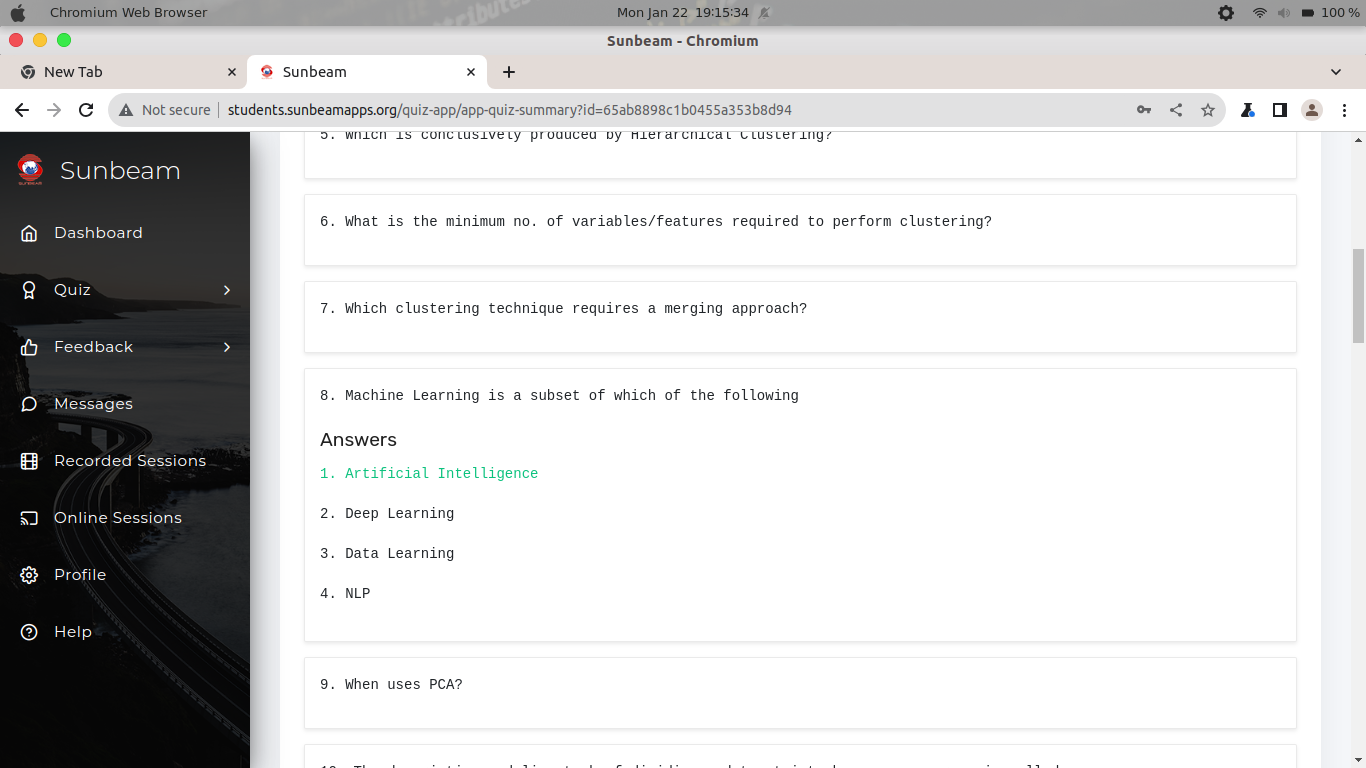 Chromium Web Browser
Mon Jan 22 19:15:34
100 %
Sunbeam - Chromium
New Tab
Sunbeam
Not secure
students.sunbeamapps.org/quiz-app/app-quiz-summary?id=65ab8898c1b0455a353b8d94
Sunbeam
Dashboard
Quiz
Feedback
Messages
Recorded Sessions
Online Sessions
Profile
Help
5. Which is conclusively produced by Hierarchical Clustering?
6. What is the minimum no. of variables/features required to perform clustering?
7. Which clustering technique requires a merging approach?
8. Machine Learning is a subset of which of the following
Answers
1. Artificial Intelligence
2. Deep Learning
3. Data Learning
4. NLP
9. When uses PCA?